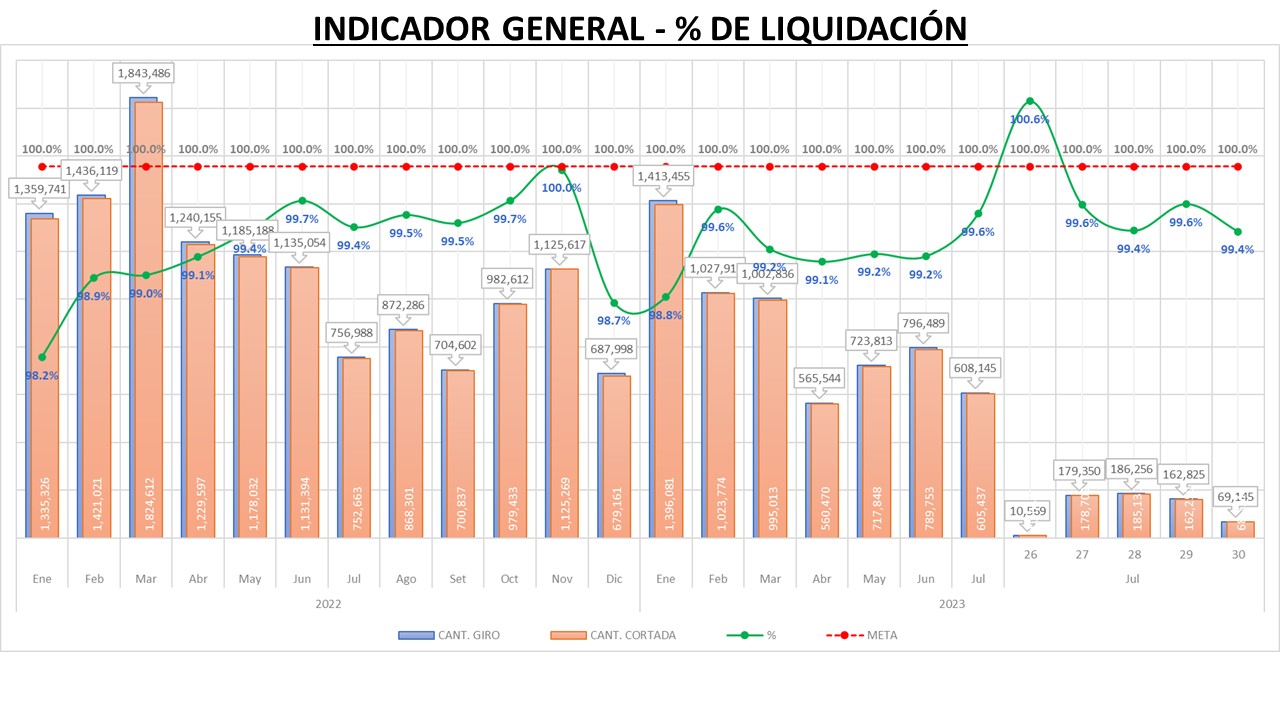 INDICADOR GENERAL - % DE LIQUIDACIÓN
1,843,486
100.0% 100.0% 100.0% 100.0% 100.0% 100.0% 100.0% 100.0% 100.0% 100.0% 100.0% 100.0% 100.0% 100.0% 100.0% 100.0% 100.0% 100.0% 100.0% 100.0% 100.0% 100.0% 100.0%
100.6%
1,359,741 1,436,119 1,240,155 1,185,188 1,135,054 756,988 872,286 704,602 982,612 1,125,617 687,998 1,413,455 1,002,836 565,544 723,813 796,489 608,145 10,569 179,350 186,256 162,825 69,145
98.2% 98.9% 99.0% 99.1% 99.4% 99.7% 99.4% 99.5% 99.5% 99.7% 100.0% 98.7% 98.8% 99.6% 99.2% 99.1% 99.2% 99.2% 99.6% 99.6% 99.4% 99.6% 99.4%
1,335,326 1,421,021 1,824,612 1,229,597 1,178,032 1,131,394 752,663 868,301 700,837 979,433 1,125,269 679,161 1,396,081 1,023,774 995,013 560,470 717,848 789,753 605,437
26 27 28 29 30
Ene Feb Mar Abr May Jun Jul Ago Set Oct Nov Dic Ene Feb Mar Abr May Jun Jul Jul
2022 2023
CANT. GIRO CANT. CORTADA % META